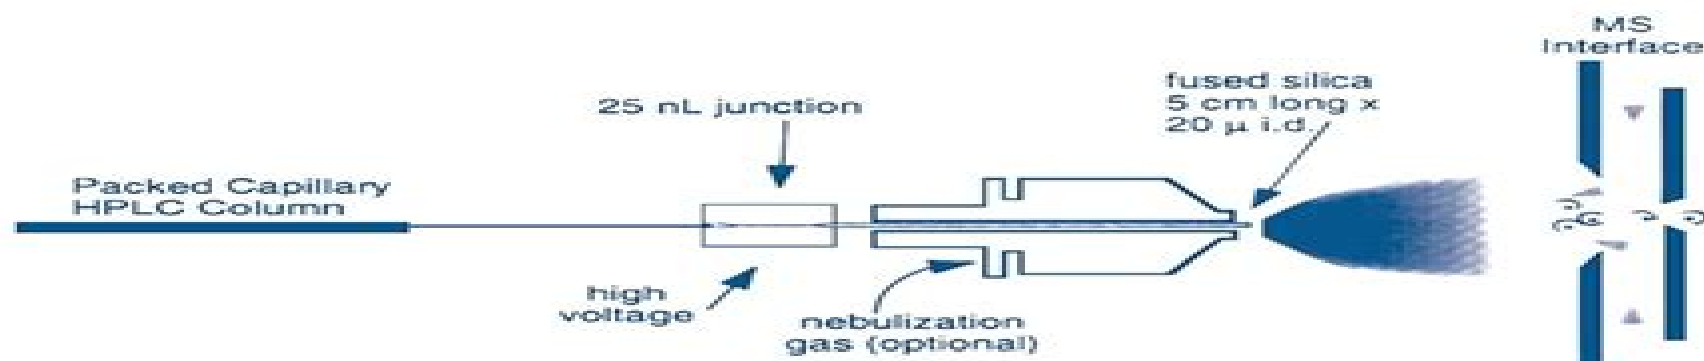 MS
Interface
fused silica
5 cm long x
20 µ i.d.
25 nL junction
Packed Capillary
HPLC Column
high
voltage
nebulization
gas (optional)